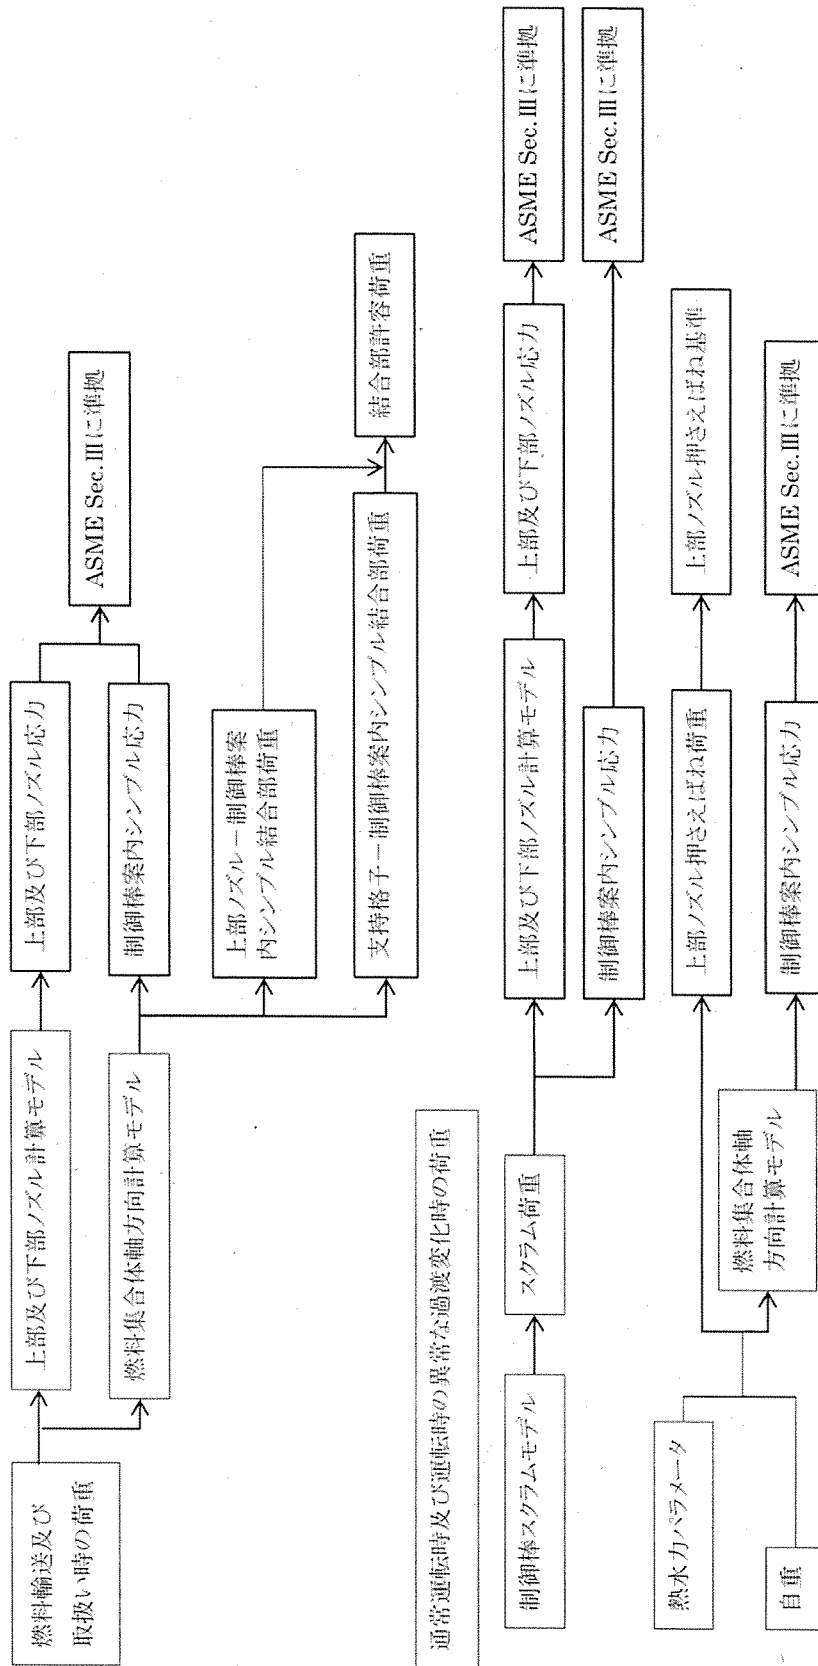 燃料輸送及び
取扱い時の荷重
上部及び下部ノズル計算モデル
上部及び下部ノズル応力
ASME Sec.Ⅲに準拠
燃料集合体軸方向計算モデル
制御棒案内シンブル応力
上部ノズルー制御棒案
内シンブル結合部荷重
支持格子ー制御棒案内シンブル結合部荷重
結合部許容荷重
通常運転時及び運転時の異常な過渡変化時の荷重
制御棒スクラムモデル
スクラム荷重
上部及び下部ノズル計算モデル
上部及び下部ノズル応力
ASME Sec.Ⅲに準拠
制御棒案内シンブル応力
ASME Sec.Ⅲに準拠
熱水力パラメータ
自重
上部ノズル押さえばね荷重
上部ノズル押さえばね基準
燃料集合体軸
方向計算モデル
制御棒案内シンブル応力
ASME Sec.Ⅲに準拠